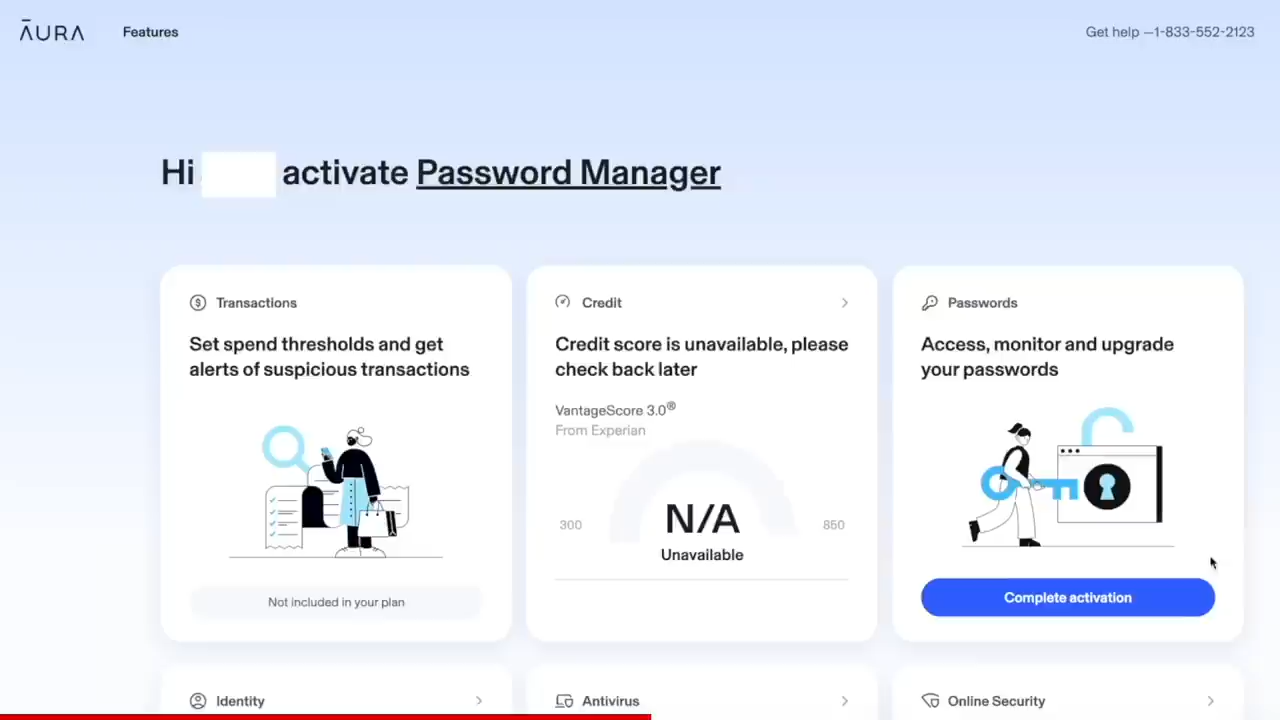 ĀURA
Features
Get help –1-833-552-2123
Hi activate Password Manager
Transactions
Set spend thresholds and get
alerts of suspicious transactions
Not included in your plan
Credit
Credit score is unavailable, please
check back later
VantageScore 3.0®
From Experian
300
N/A
850
Unavailable
Passwords
Access, monitor and upgrade
your passwords
Complete activation
Identity
Antivirus
Online Security